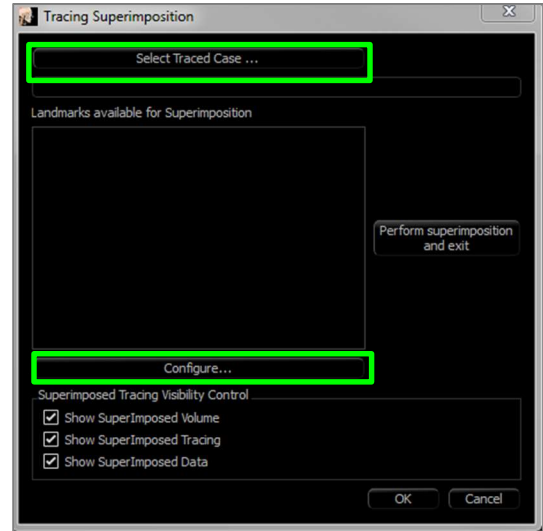 Tracing Superimposition
X
Select Traced Case ...
Landmarks available for Superimposition
Perform superimposition
and exit
Configure...
Superimposed Tracing Visibility Control
Show SuperImposed Volume
Show SuperImposed Tracing
Show SuperImposed Data
OK
Cancel